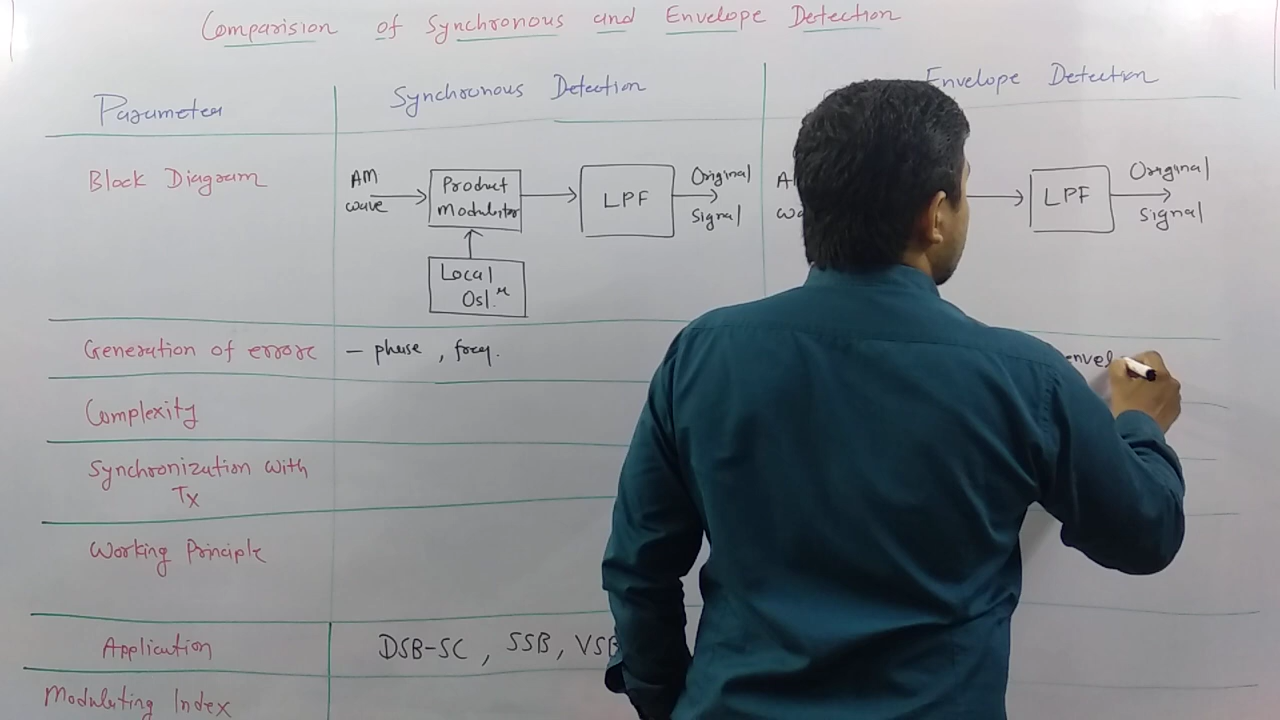 Comparision of Synchronous and Envelope Detection
Parameter
Synchronous Detection
Envelope Detection
Block Diagram
AM
wave
Product
Modulator
LPF
Original
signal
Local
Osl.r
LPF
Original
signal
Generation of error
- phase, freq.
envel
Complexity
Synchronization with
Tx
Working Principle
Application
DSB-SC, SSB, VSB
Modulating Index